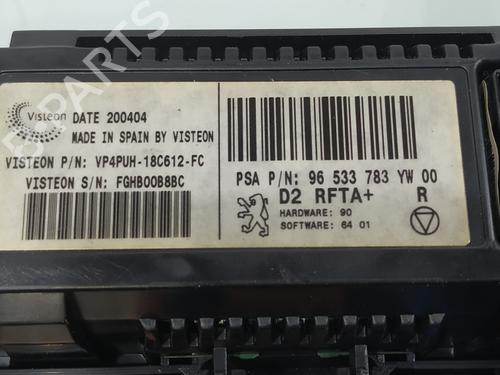 Visteon DATE 200404
MADE IN SPAIN BY VISTEON
VISTEON P/N: VP4PUH-18C612-FC
VISTEON S/N: FGHB00B8BC
PSA P/N: 96 533 783 YW 00
D2 RFTA+ R
HARDWARE: 90
SOFTWARE: 64 01
B-PARTS